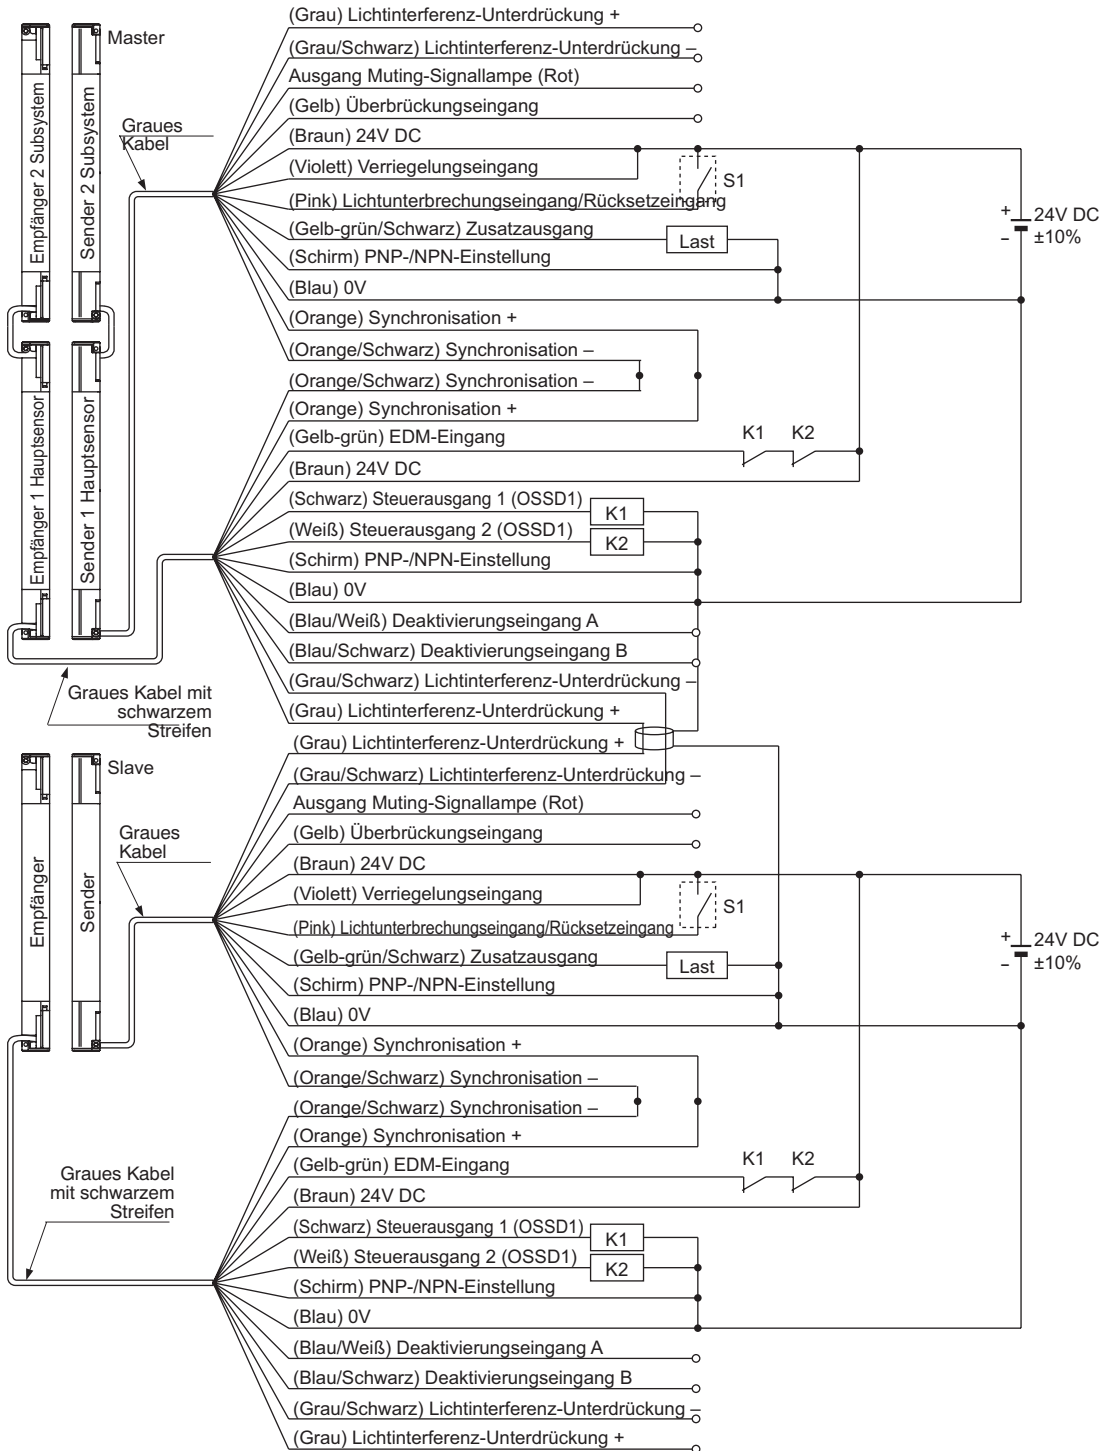 Master
Empfänger 2 Subsystem
Sender 2 Subsystem
Empfänger 1 Hauptsensor
Sender 1 Hauptsensor
Graues
Kabel
(Grau) Lichtinterferenz-Unterdrückung +
(Grau/Schwarz) Lichtinterferenz-Unterdrückung –
Ausgang Muting-Signallampe (Rot)
(Gelb) Überbrückungseingang
(Braun) 24V DC
(Violett) Verriegelungseingang
S1
(Pink) Lichtunterbrechungseingang/Rücksetzeingang
(Gelb-grün/Schwarz) Zusatzausgang
Last
(Schirm) PNP-/NPN-Einstellung
(Blau) 0V
+
–
24V DC
±10%
(Orange) Synchronisation +
(Orange/Schwarz) Synchronisation –
(Orange/Schwarz) Synchronisation –
(Orange) Synchronisation +
(Gelb-grün) EDM-Eingang
K1 K2
(Braun) 24V DC
(Schwarz) Steuerausgang 1 (OSSD1)
K1
(Weiß) Steuerausgang 2 (OSSD1)
K2
(Schirm) PNP-/NPN-Einstellung
(Blau) 0V
(Blau/Weiß) Deaktivierungseingang A
(Blau/Schwarz) Deaktivierungseingang B
(Grau/Schwarz) Lichtinterferenz-Unterdrückung –
(Grau) Lichtinterferenz-Unterdrückung +
Graues Kabel mit
schwarzem
Streifen
Slave
Empfänger
Sender
Graues
Kabel
(Grau) Lichtinterferenz-Unterdrückung +
(Grau/Schwarz) Lichtinterferenz-Unterdrückung –
Ausgang Muting-Signallampe (Rot)
(Gelb) Überbrückungseingang
(Braun) 24V DC
(Violett) Verriegelungseingang
S1
(Pink) Lichtunterbrechungseingang/Rücksetzeingang
(Gelb-grün/Schwarz) Zusatzausgang
Last
(Schirm) PNP-/NPN-Einstellung
(Blau) 0V
+
–
24V DC
±10%
(Orange) Synchronisation +
(Orange/Schwarz) Synchronisation –
(Orange/Schwarz) Synchronisation –
(Orange) Synchronisation +
(Gelb-grün) EDM-Eingang
K1 K2
(Braun) 24V DC
(Schwarz) Steuerausgang 1 (OSSD1)
K1
(Weiß) Steuerausgang 2 (OSSD1)
K2
(Schirm) PNP-/NPN-Einstellung
(Blau) 0V
(Blau/Weiß) Deaktivierungseingang A
(Blau/Schwarz) Deaktivierungseingang B
(Grau/Schwarz) Lichtinterferenz-Unterdrückung –
(Grau) Lichtinterferenz-Unterdrückung +
Graues Kabel
mit schwarzem
Streifen